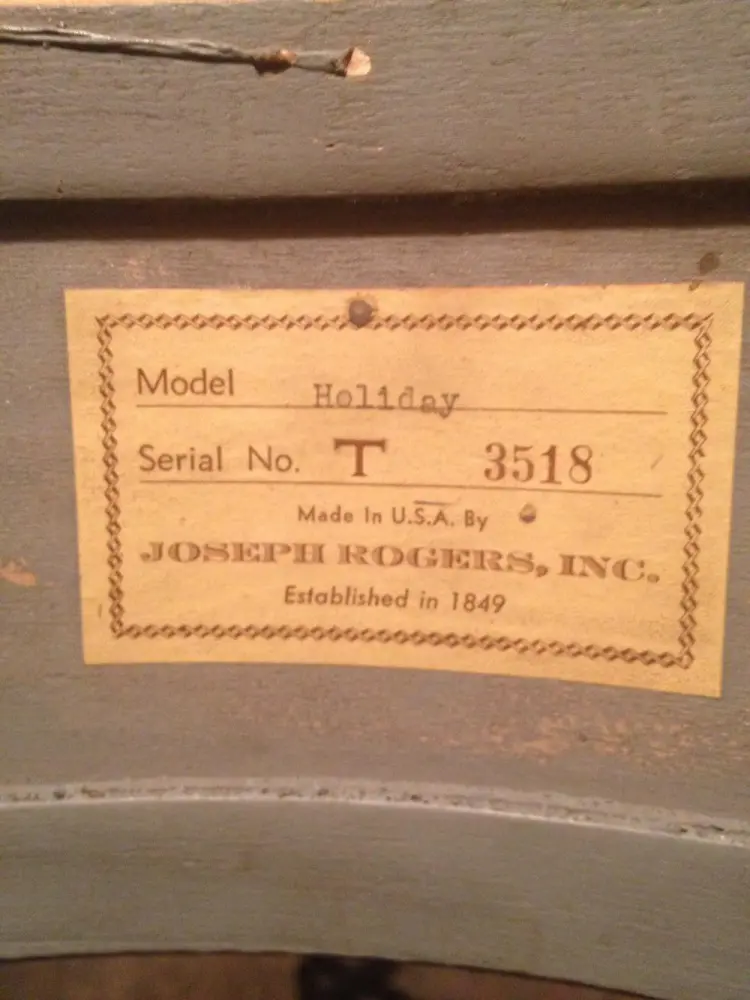 Model Holiday
Serial No. T 3518
Made In U.S.A. By
JOSEPH ROGERS, INC.
Established in 1849